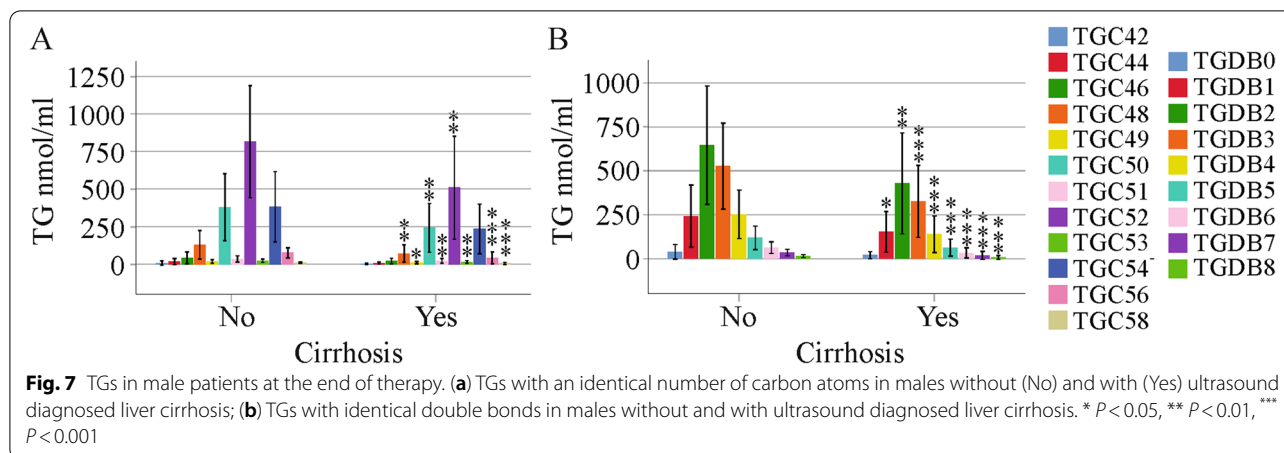 A
TG nmol/ml
1250
1000
750
500
250
0
** * ** ** ** ** *** ***
No Yes
Cirrhosis
B
TG nmol/ml
1000
750
500
250
0
* ** *** *** *** *** *** ***
No Yes
Cirrhosis
TGC42
TGC44
TGC46
TGC48
TGC49
TGC50
TGC51
TGC52
TGC53
TGC54-
TGC56
TGC58
TGDB0
TGDB1
TGDB2
TGDB3
TGDB4
TGDB5
TGDB6
TGDB7
TGDB8
Fig. 7 TGs in male patients at the end of therapy. (a) TGs with an identical number of carbon atoms in males without (No) and with (Yes) ultrasound
diagnosed liver cirrhosis; (b) TGs with identical double bonds in males without and with ultrasound diagnosed liver cirrhosis. * P < 0.05, ** P < 0.01, ***
P < 0.001